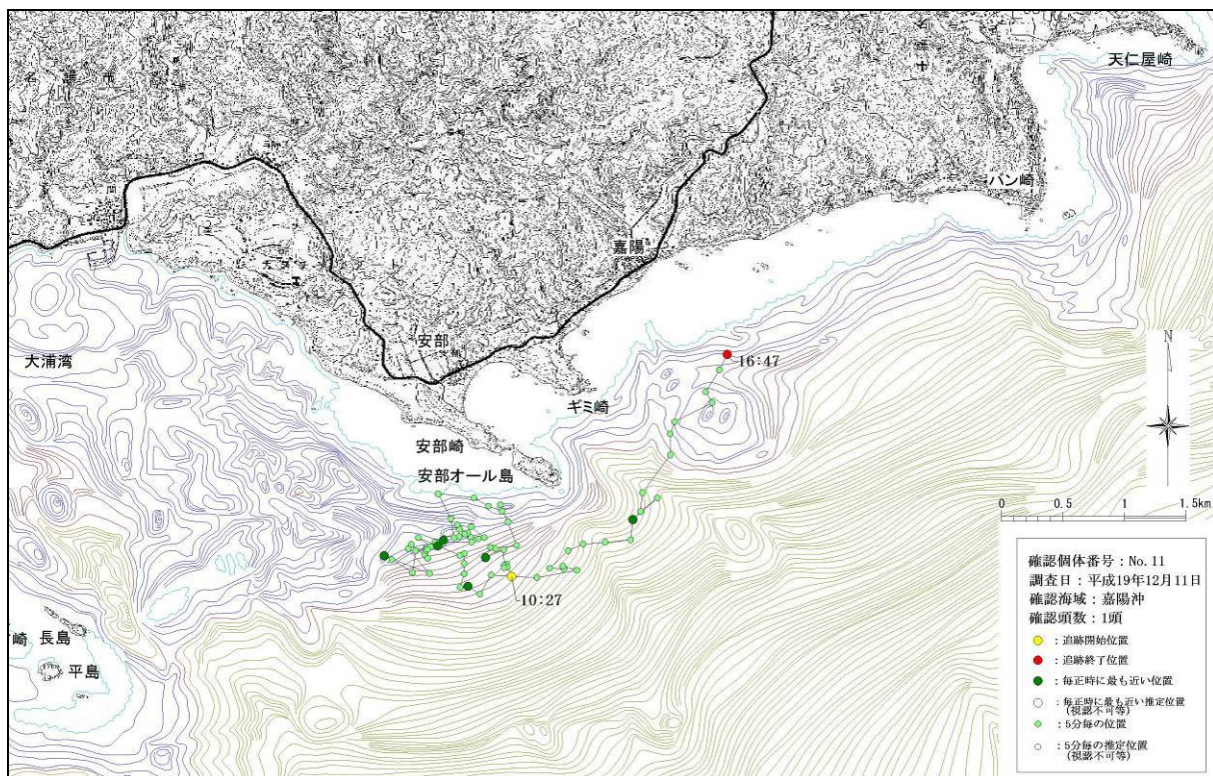 天仁屋崎
バン崎
嘉陽
安部
大浦湾
ギミ崎
安部崎
安部オール島
16:47
10:27
長島
崎
平島
N
0 0.5 1 1.5km
確認個体番号：No.11
調査日：平成19年12月11日
確認海域：嘉陽沖
確認頭数：1頭
：追跡開始位置
：追跡終了位置
：毎正時に最も近い位置
：毎正時に最も近い推定位置
(視認不可等)
：5分毎の位置
：5分毎の推定位置
(視認不可等)